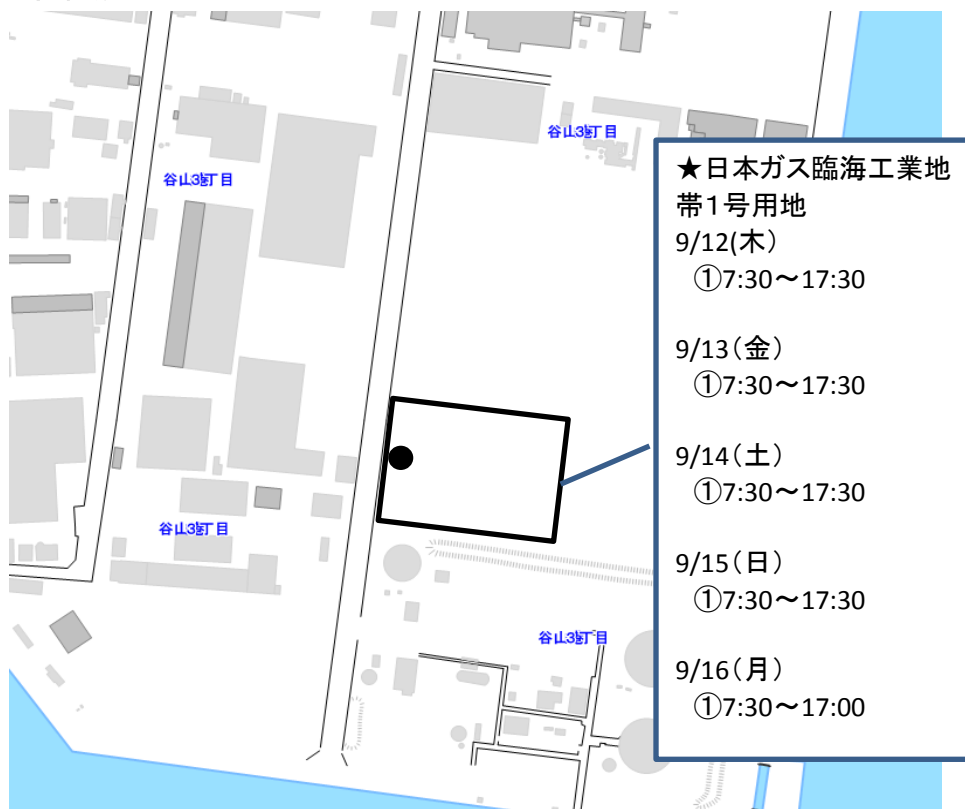 谷山3丁目
谷山3丁目
★日本ガス臨海工業地
帯1号用地
9/12(木)
①7:30～17:30
9/13(金)
①7:30～17:30
9/14(土)
①7:30～17:30
9/15(日)
①7:30～17:30
9/16(月)
①7:30～17:00
谷山3丁目
谷山3丁目